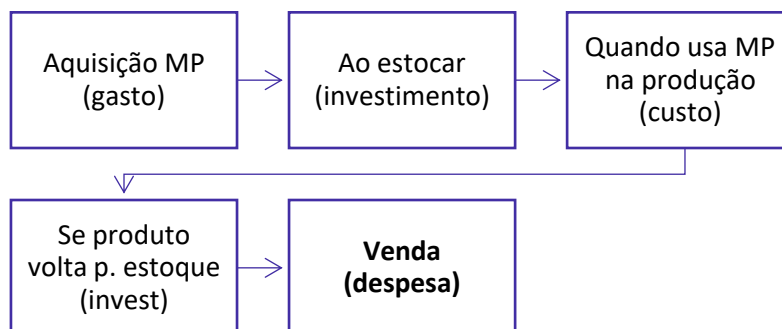 Aquisição MP
(gasto)
Ao estocar
(investimento)
Quando usa MP
na produção
(custo)
Se produto
volta p. estoque
(invest)
Venda
(despesa)